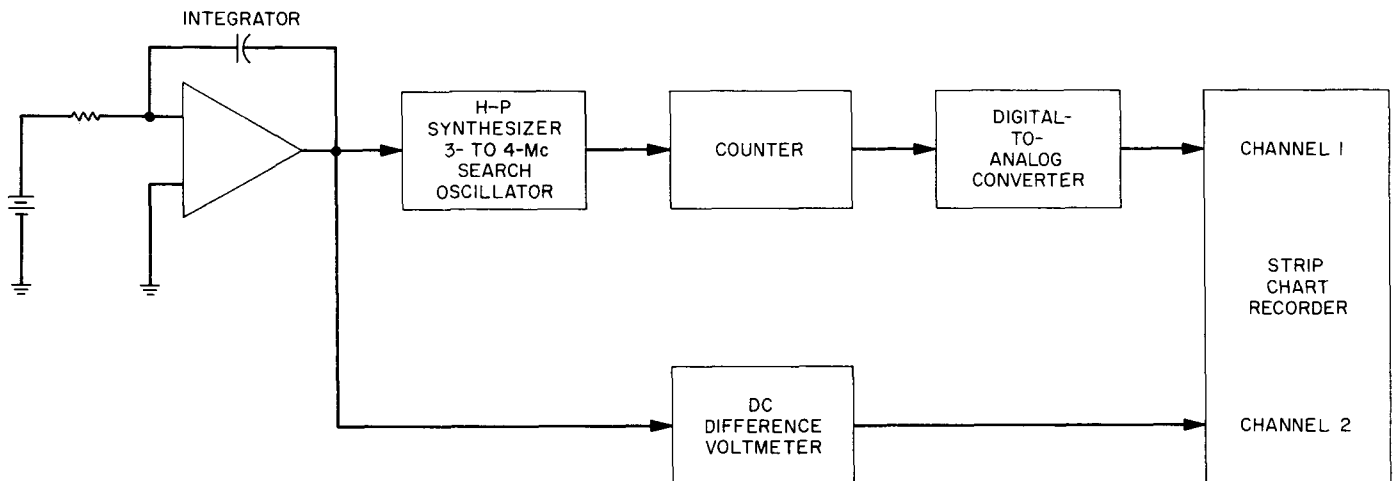 INTEGRATOR
H-P
SYNTHESIZER
3- TO 4-Mc
SEARCH
OSCILLATOR
COUNTER
DIGITAL-
TO-
ANALOG
CONVERTER
CHANNEL 1
STRIP
CHART
RECORDER
DC
DIFFERENCE
VOLTMETER
CHANNEL 2